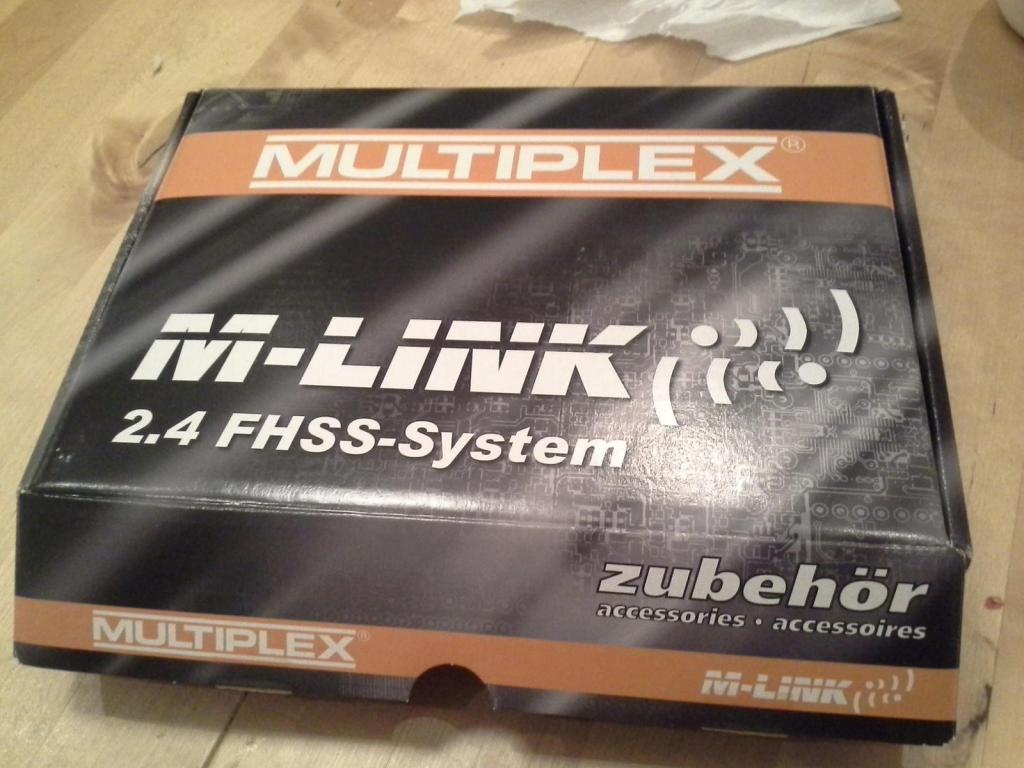 MULTIPLEX®
M-LINK
2.4 FHSS-System
zubehör
accessories • accessoires
MULTIPLEX®
M-LINK